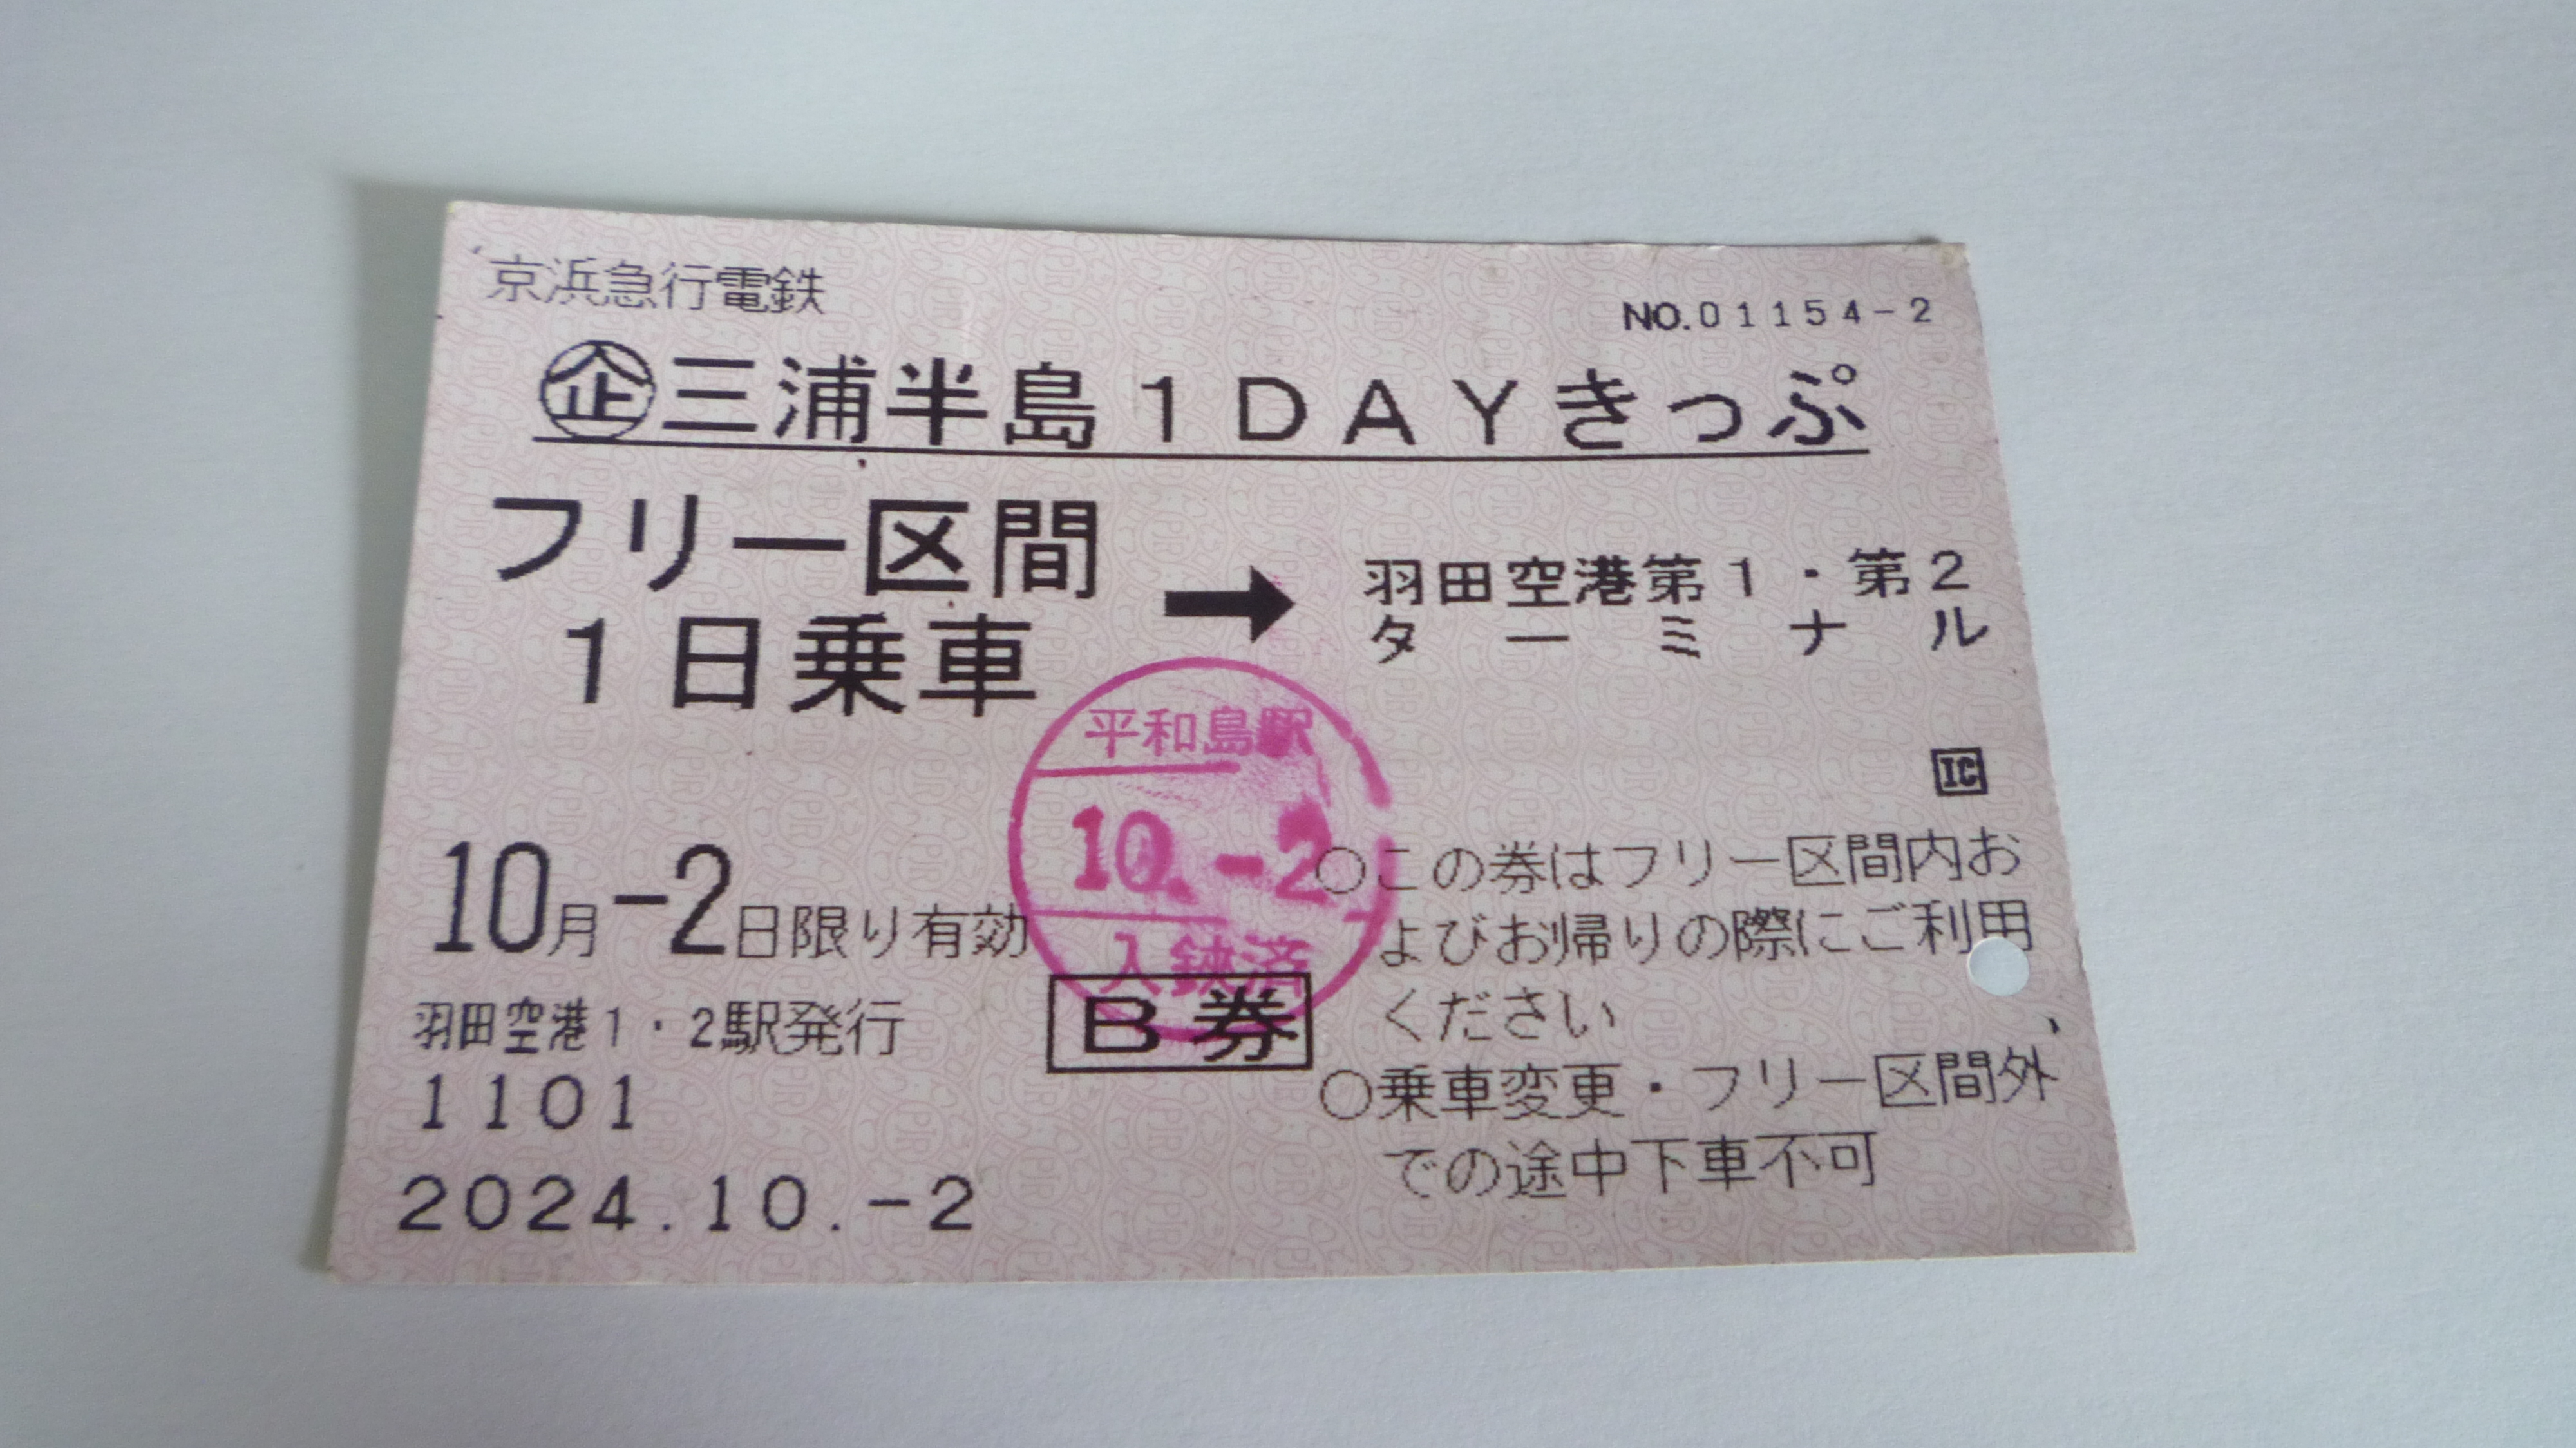 京浜急行電鉄
NO.01154-2
㊭三浦半島1DAYきっぷ
フリー区間
1日乗車
→
羽田空港第1・第2
ターミナル
IC
平和島駅
10.-2
入鋏済
10月-2日限り有効
羽田空港1・2駅発行
1101
2024.10.-2
B券
○この券はフリー区間内お
よびお帰りの際にご利用
ください
○乗車変更・フリー区間外
での途中下車不可